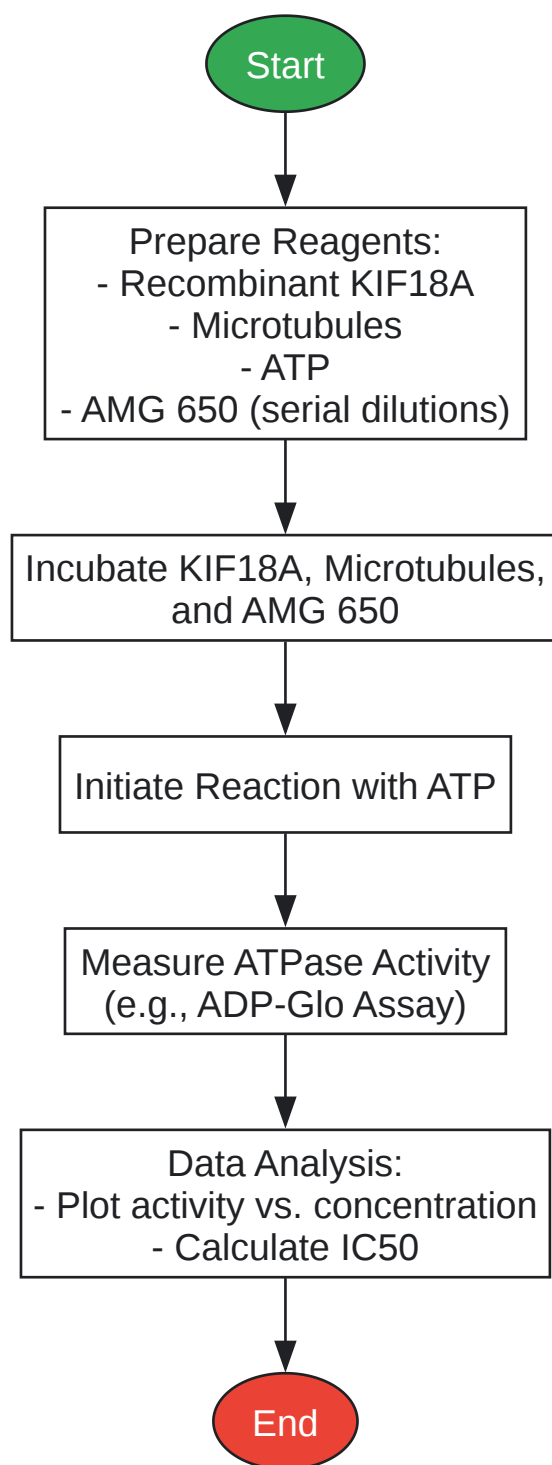 Start
Prepare Reagents:
- Recombinant KIF18A
- Microtubules
- ATP
- AMG 650 (serial dilutions)
Incubate KIF18A, Microtubules,
and AMG 650
Initiate Reaction with ATP
Measure ATPase Activity
(e.g., ADP-Glo Assay)
Data Analysis:
- Plot activity vs. concentration
- Calculate IC50
End